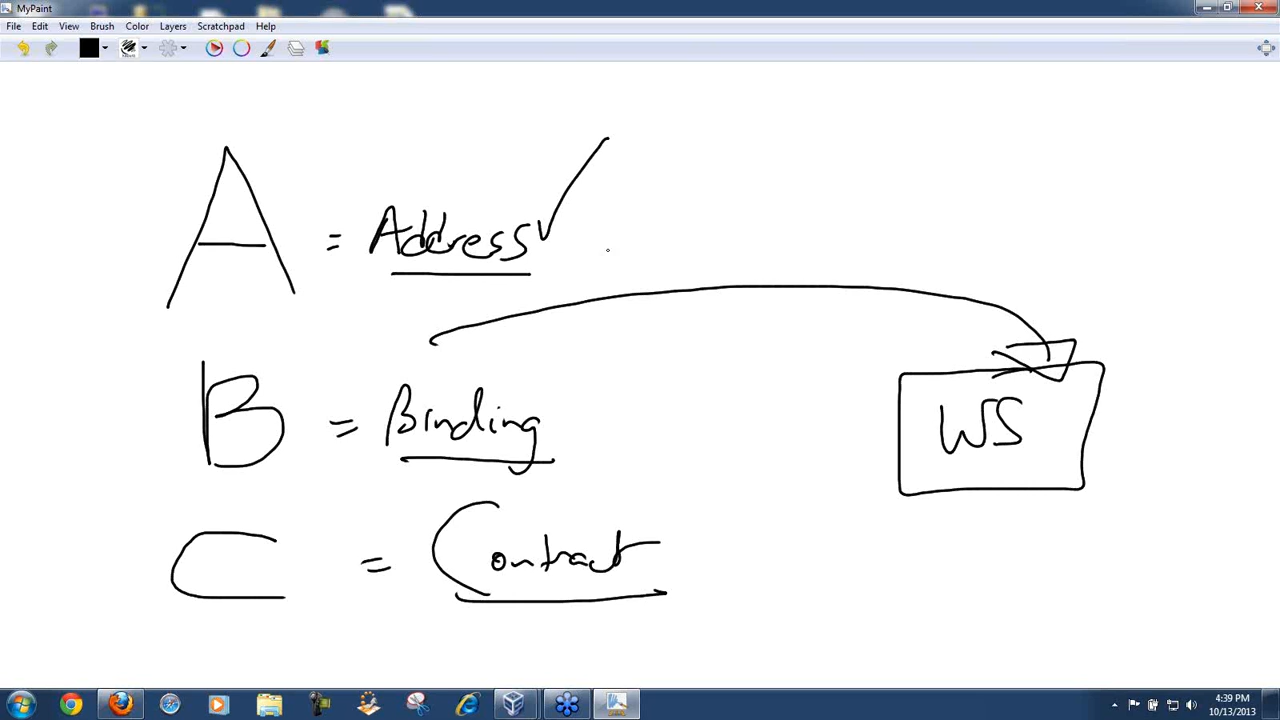 MyPaint
File Edit View Brush Color Layers Scratchpad Help
A = Address
B = Binding
WS
C = Contract
4:39 PM
10/13/2013